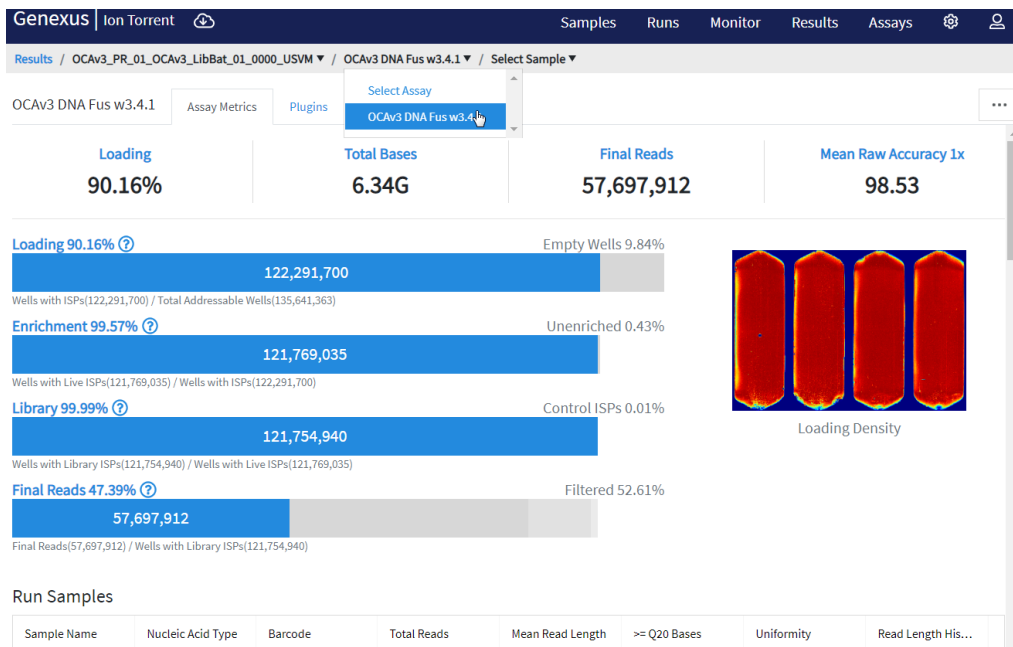 Genexus | Ion Torrent
Samples Runs Monitor Results Assays
Results / OCAv3_PR_01_OCAv3_LibBat_01_0000_USVM ▼ / OCAv3 DNA Fus w3.4.1 ▼ / Select Sample ▼
Select Assay
OCAv3 DNA Fus w3.4.
OCAv3 DNA Fus w3.4.1
Assay Metrics
Plugins
...
Loading
90.16%
Total Bases
6.34G
Final Reads
57,697,912
Mean Raw Accuracy 1x
98.53
Loading 90.16% ?
Empty Wells 9.84%
122,291,700
Wells with ISPs(122,291,700) / Total Addressable Wells(135,641,363)
Enrichment 99.57% ?
Unenriched 0.43%
121,769,035
Wells with Live ISPs(121,769,035) / Wells with ISPs(122,291,700)
Library 99.99% ?
Control ISPs 0.01%
121,754,940
Wells with Library ISPs(121,754,940) / Wells with Live ISPs(121,769,035)
Final Reads 47.39% ?
Filtered 52.61%
57,697,912
Final Reads(57,697,912) / Wells with Library ISPs(121,754,940)
Loading Density
Run Samples
Sample Name Nucleic Acid Type Barcode Total Reads Mean Read Length >= Q20 Bases Uniformity Read Length His...